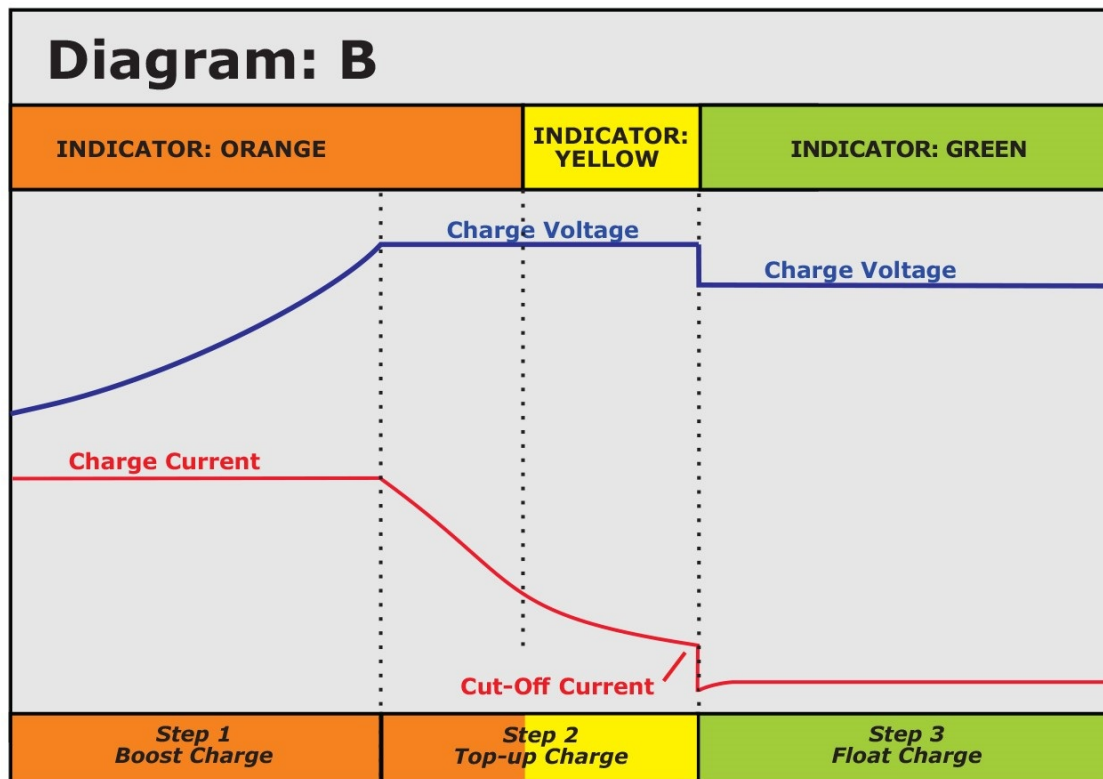 Diagram: B
INDICATOR: ORANGE
INDICATOR:
YELLOW
INDICATOR: GREEN
Charge Voltage
Charge Voltage
Charge Current
Cut-Off Current
Step 1
Boost Charge
Step 2
Top-up Charge
Step 3
Float Charge